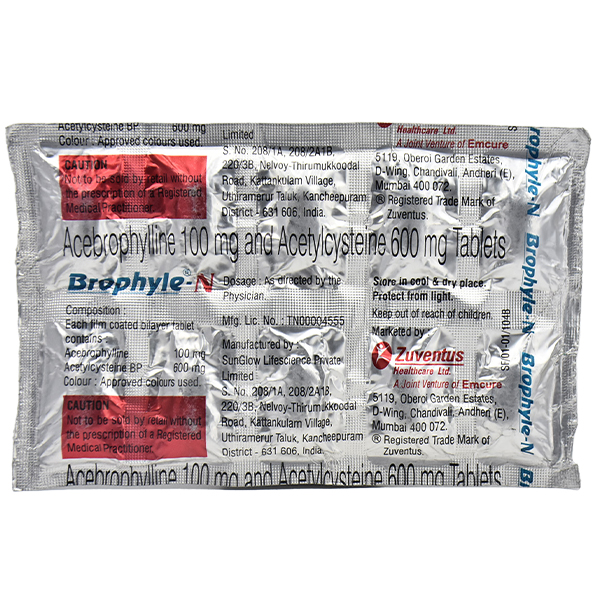 Acetylcysteine BP 600 mg
Colour : Approved colours used.
CAUTION
Not to be sold by retail without
the prescription of a Registered
Medical Practitioner.
Limited
S. No. 208/1A, 208/2A1B,
220/3B, Nelvoy-Thirumukkoodal
Road, Kattankulam Village,
Uthiramerur Taluk, Kancheepuram
District - 631 606, India.
Healthcare Ltd.
A Joint Venture of Emcure
5119, Oberoi Garden Estates,
D-Wing, Chandivali, Andheri (E),
Mumbai 400 072.
® Registered Trade Mark of
Zuventus.
Acebrophylline 100 mg and Acetylcysteine 600 mg Tablets
Brophyle®-N
Composition :
Each film coated bilayer tablet
contains :
Acebrophylline 100 mg
Acetylcysteine BP 600 mg
Colour : Approved colours used.
CAUTION
Not to be sold by retail without
the prescription of a Registered
Medical Practitioner.
Dosage : As directed by the
Physician.
Mfg. Lic. No. : TN00004555
Manufactured by :
SunGlow Lifescience Private
Limited
S. No. 208/1A, 208/2A1B,
220/3B, Nelvoy-Thirumukkoodal
Road, Kattankulam Village,
Uthiramerur Taluk, Kancheepuram
District - 631 606, India.
Store in cool & dry place.
Protect from light.
Keep out of reach of children.
Marketed by :
Zuventus
Healthcare Ltd.
A Joint Venture of Emcure
5119, Oberoi Garden Estates,
D-Wing, Chandivali, Andheri (E),
Mumbai 400 072.
® Registered Trade Mark of
Zuventus.
Acebrophylline 100 mg and Acetylcysteine 600 mg Tablets
Brophyle-N Brophyle-N Brophyle-N